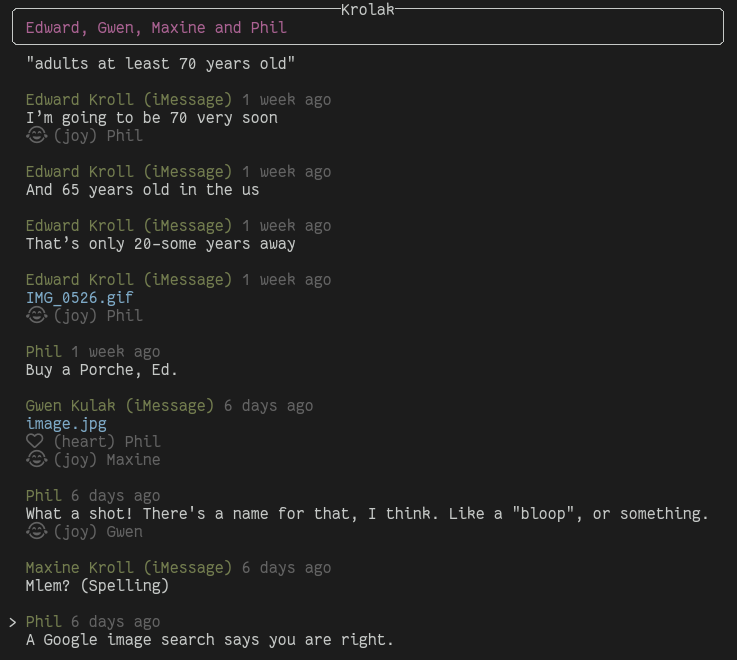 Krolak
Edward, Gwen, Maxine and Phil
"adults at least 70 years old"
Edward Kroll (iMessage) 1 week ago
I’m going to be 70 very soon
(joy) Phil
Edward Kroll (iMessage) 1 week ago
And 65 years old in the us
Edward Kroll (iMessage) 1 week ago
That’s only 20-some years away
Edward Kroll (iMessage) 1 week ago
IMG_0526.gif
(joy) Phil
Phil 1 week ago
Buy a Porche, Ed.
Gwen Kulak (iMessage) 6 days ago
image.jpg
(heart) Phil
(joy) Maxine
Phil 6 days ago
What a shot! There's a name for that, I think. Like a "bloop", or something.
(joy) Gwen
Maxine Kroll (iMessage) 6 days ago
Mlem? (Spelling)
> Phil 6 days ago
A Google image search says you are right.